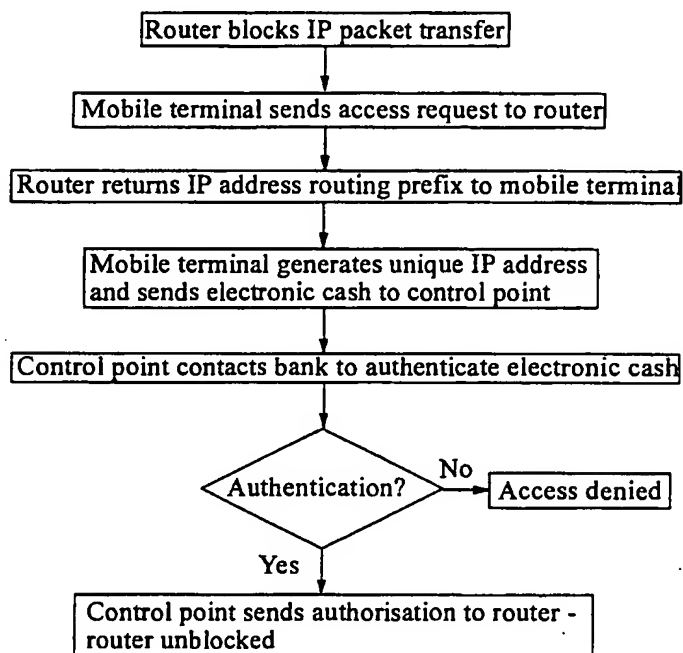 Router blocks IP packet transfer
Mobile terminal sends access request to router
Router returns IP address routing prefix to mobile terminal
Mobile terminal generates unique IP address
and sends electronic cash to control point
Control point contacts bank to authenticate electronic cash
Authentication?
No
Access denied
Yes
Control point sends authorisation to router -
router unblocked